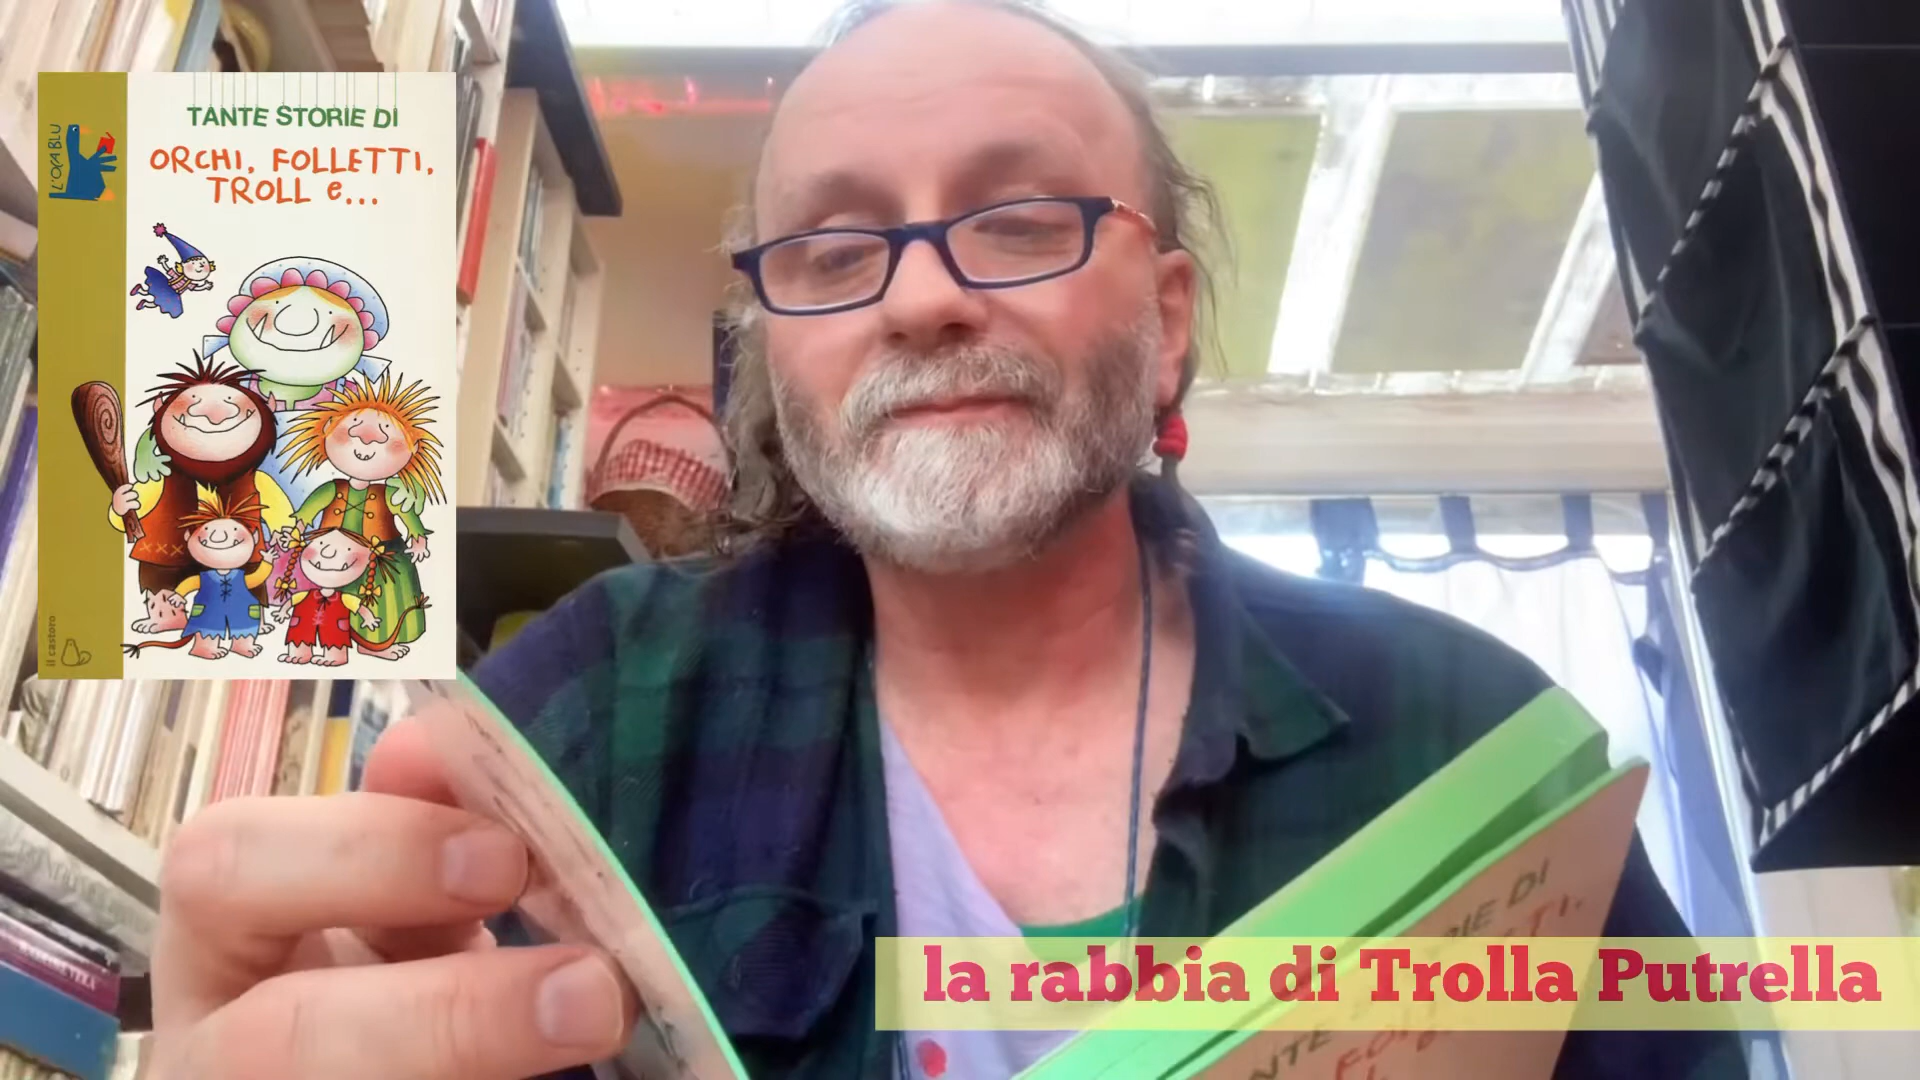 TANTE STORIE DI
ORCHI, FOLLETTI,
TROLL e...
L'OCA BLU
il castoro
la rabbia di Trolla Putrella